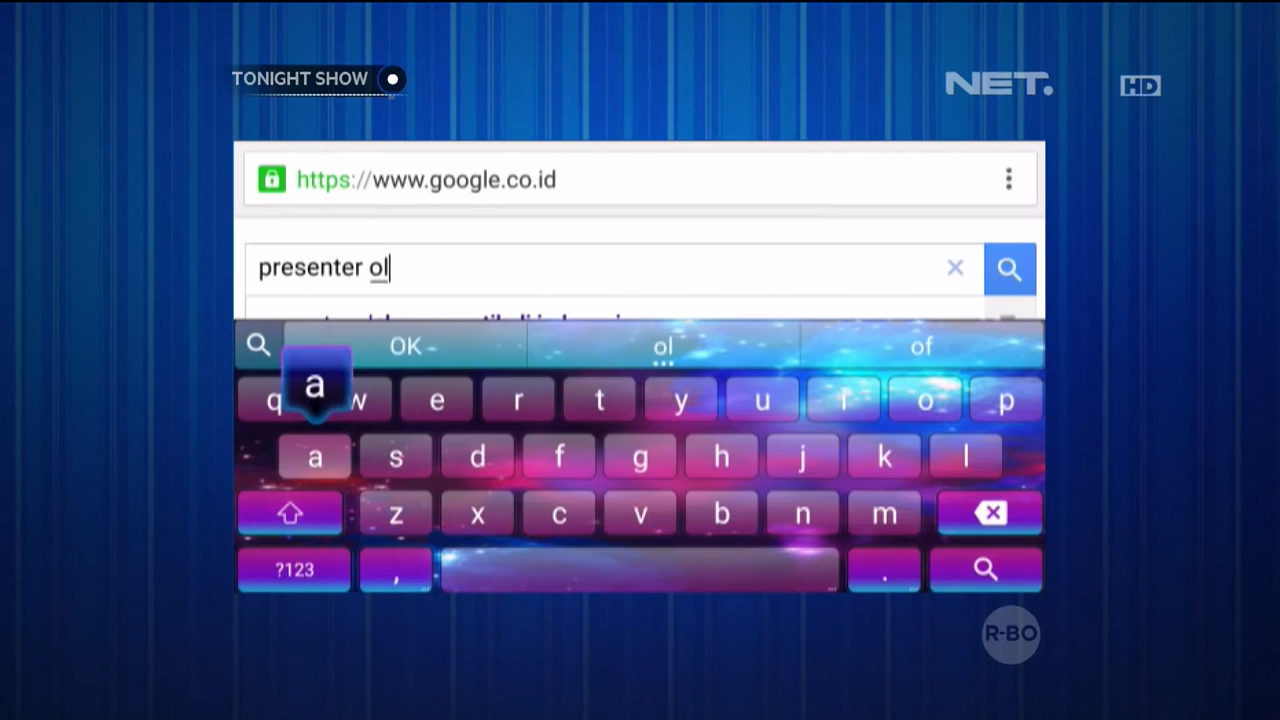 TONIGHT SHOW
NET.
HD
https://www.google.co.id
presenter ol
OK
ol
of
a
q w e r t y u i o p
a s d f g h j k l
z x c v b n m
?123 , .
R-BO